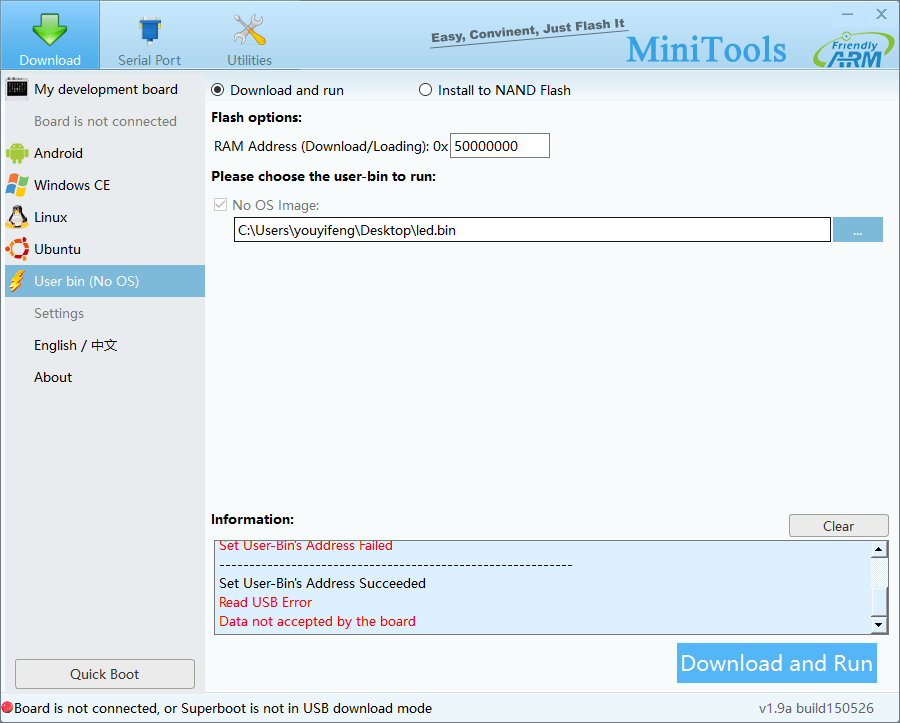 Download
Serial Port
Utilities
Easy, Convinent, Just Flash It
MiniTools
Friendly
ARM
My development board
Board is not connected
Android
Windows CE
Linux
Ubuntu
User bin (No OS)
Settings
English / 中文
About
Quick Boot
Download and run
Install to NAND Flash
Flash options:
RAM Address (Download/Loading): 0x 50000000
Please choose the user-bin to run:
No OS Image:
C:\Users\youyifeng\Desktop\led.bin
...
Information:
Clear
Set User-Bin's Address Failed
------------------------------------------------------------
Set User-Bin's Address Succeeded
Read USB Error
Data not accepted by the board
Download and Run
Board is not connected, or Superboot is not in USB download mode
v1.9a build150526